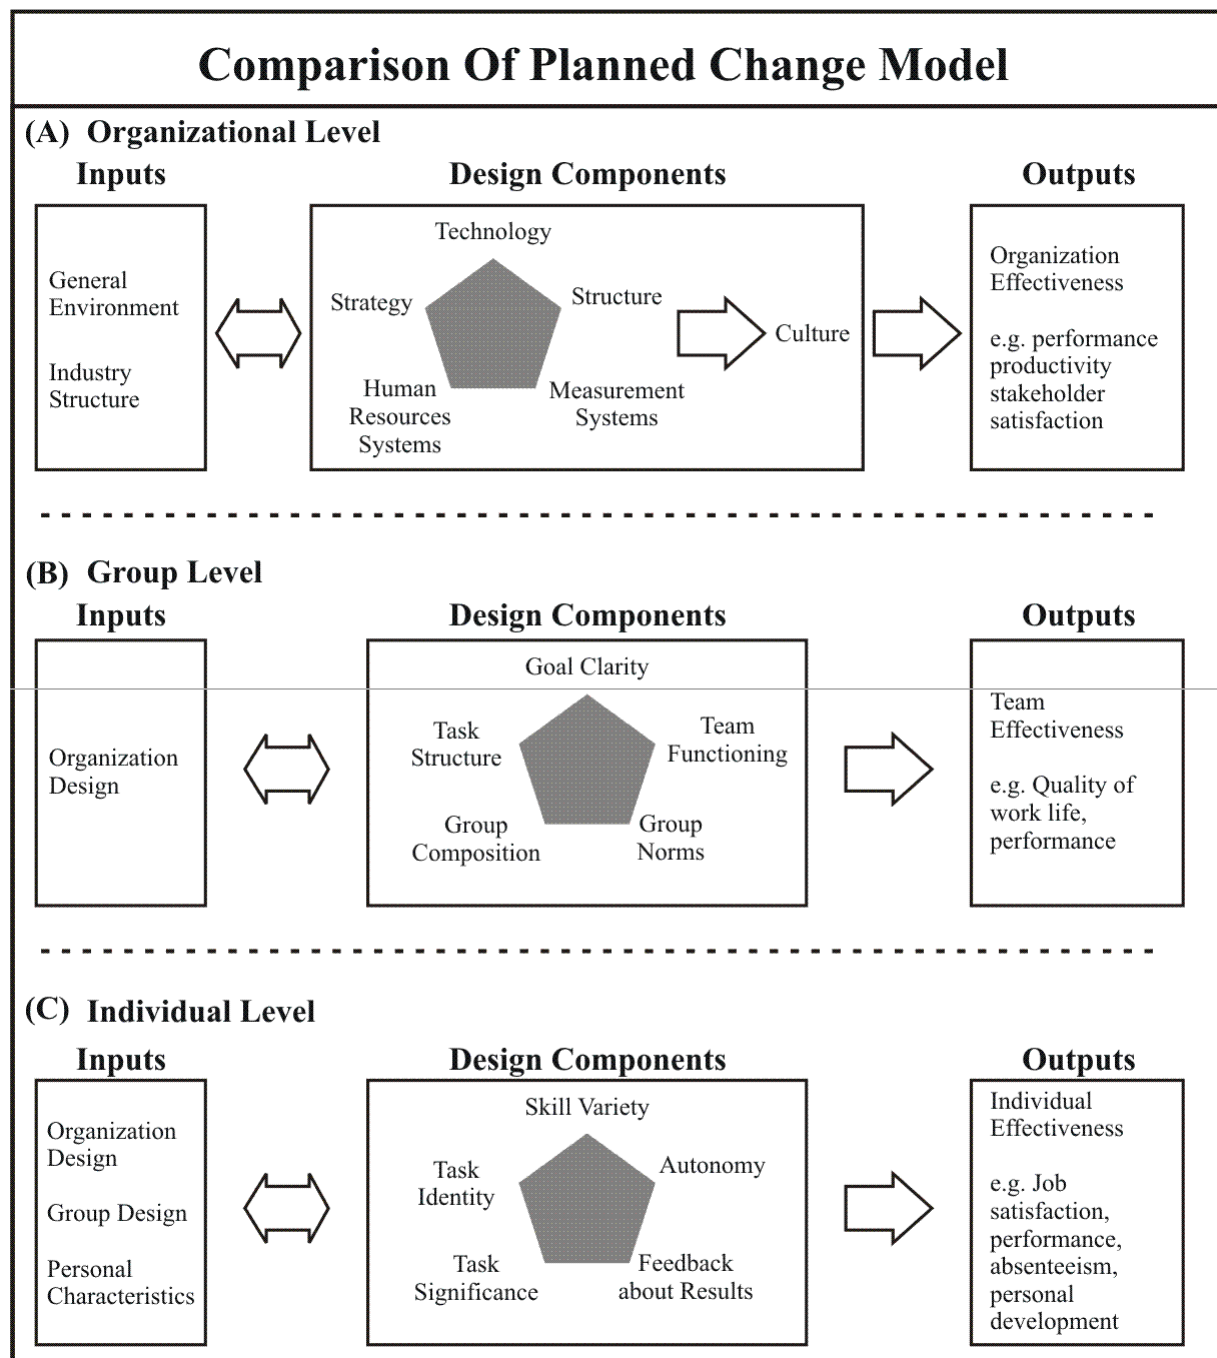 Comparison Of Planned Change Model
(A) Organizational Level
Inputs
Design Components
Outputs
General
Environment
Industry
Structure
Technology
Strategy
Structure
Human
Resources
Systems
Measurement
Systems
Culture
Organization
Effectiveness
e.g. performance
productivity
stakeholder
satisfaction
(B) Group Level
Inputs
Design Components
Outputs
Organization
Design
Goal Clarity
Task
Structure
Team
Functioning
Group
Composition
Group
Norms
Team
Effectiveness
e.g. Quality of
work life,
performance
(C) Individual Level
Inputs
Design Components
Outputs
Organization
Design
Group Design
Personal
Characteristics
Skill Variety
Task
Identity
Autonomy
Task
Significance
Feedback
about Results
Individual
Effectiveness
e.g. Job
satisfaction,
performance,
absenteeism,
personal
development